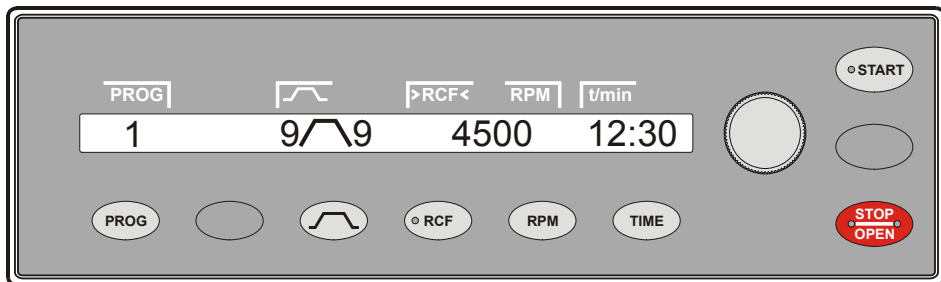 START
PROG >RCF< RPM t/min
1 9 9 4500 12:30
PROG RCF RPM TIME
STOP
OPEN